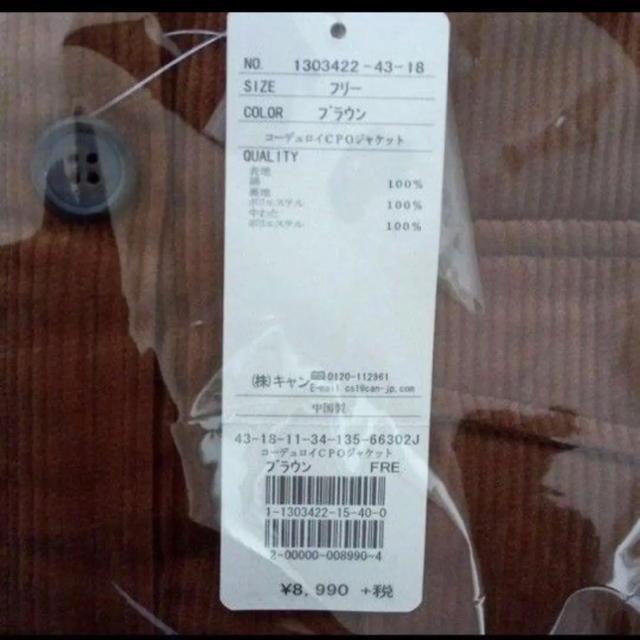 NO. 1303422-43-18
SIZE フリー
COLOR ブラウン
コーデュロイCPOジャケット
QUALITY
表地
綿 100%
裏地
ポリエステル 100%
中わた
ポリエステル 100%
(株)キャン 0120-112961
E-mail cs1@can-jp.com
中国製
43-18-11-34-135-66302J
コーデュロイCPOジャケット
ブラウン FRE
1-1303422-15-40-0
2-00000-008990-4
¥8,990 +税